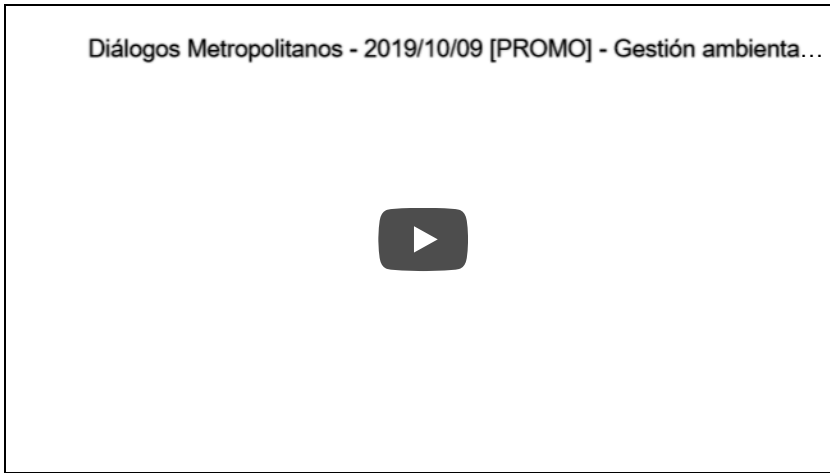 Diálogos Metropolitanos - 2019/10/09 [PROMO] - Gestión ambienta…